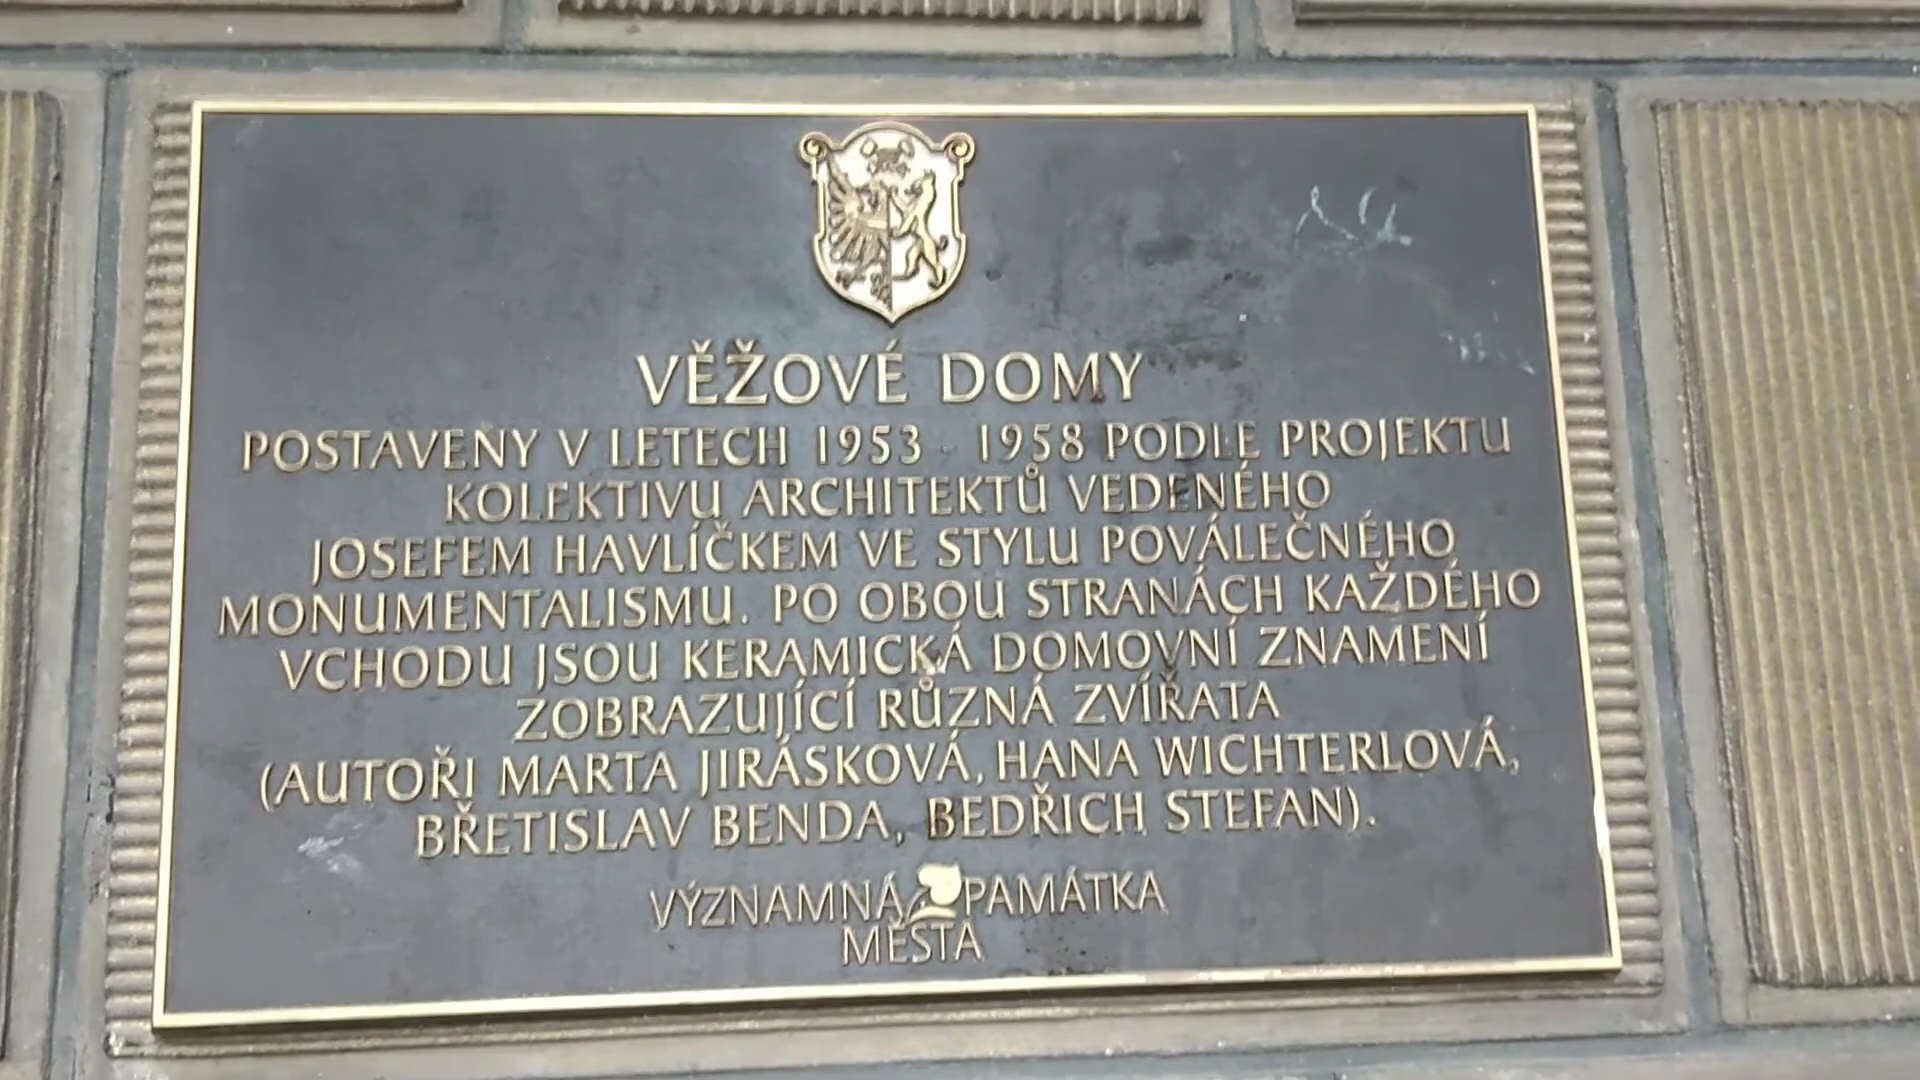 VĚŽOVÉ DOMY
POSTAVENY V LETECH 1953 - 1958 PODLE PROJEKTU
KOLEKTIVU ARCHITEKTŮ VEDENÉHO
JOSEFEM HAVLÍČKEM VE STYLU POVÁLEČNÉHO
MONUMENTALISMU. PO OBOU STRANÁCH KAŽDÉHO
VCHODU JSOU KERAMICKÁ DOMOVNÍ ZNAMENÍ
ZOBRAZUJÍCÍ RŮZNÁ ZVÍŘATA
(AUTOŘI MARTA JIRÁSKOVÁ, HANA WICHTERLOVÁ,
BŘETISLAV BENDA, BEDŘICH STEFAN).
VÝZNAMNÁ PAMÁTKA
MĚSTA